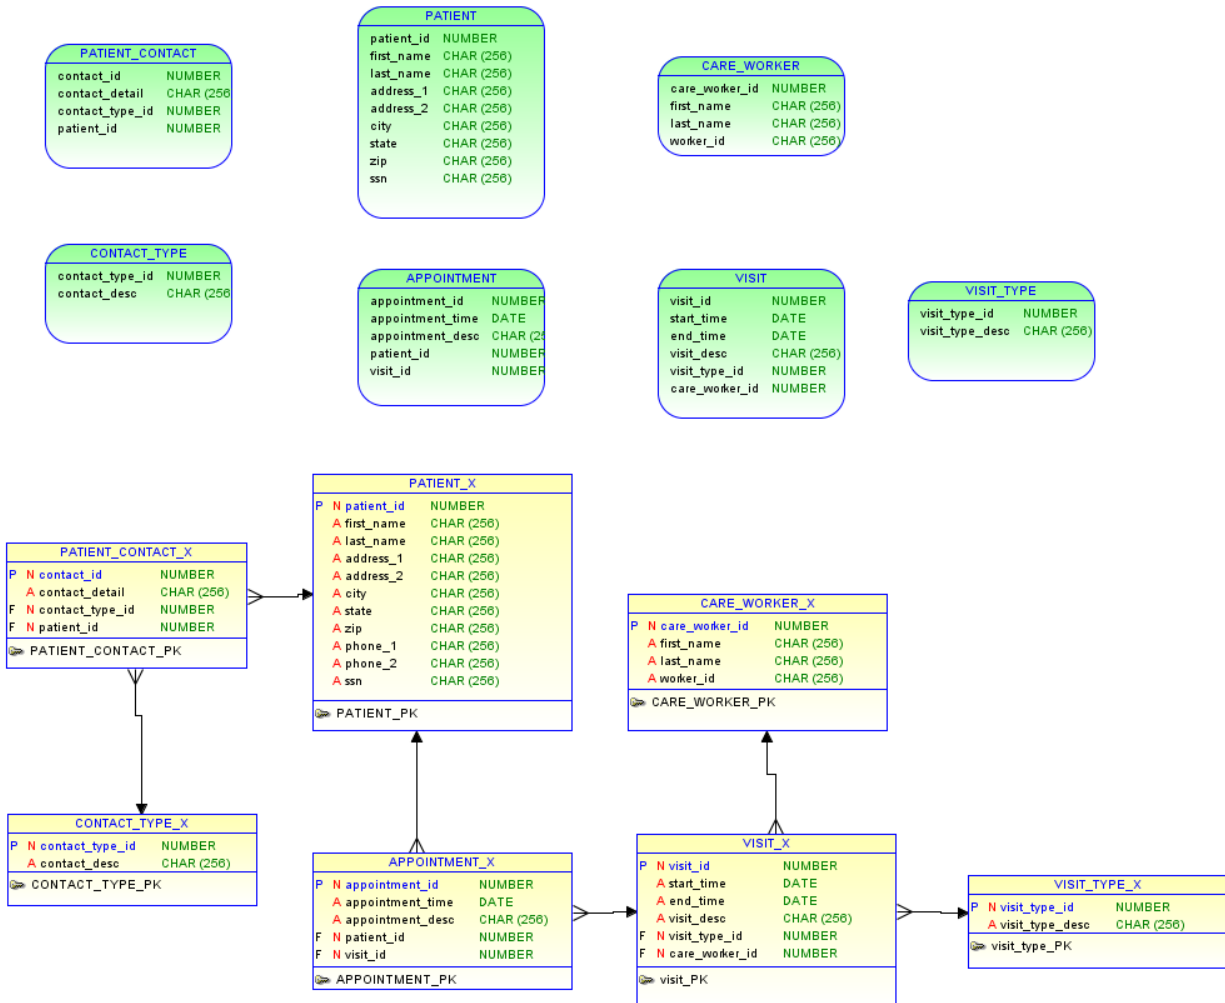 PATIENT
patient_id NUMBER
first_name CHAR (256)
last_name CHAR (256)
address_1 CHAR (256)
address_2 CHAR (256)
city CHAR (256)
state CHAR (256)
zip CHAR (256)
ssn CHAR (256)
PATIENT_CONTACT
contact_id NUMBER
contact_detail CHAR (256
contact_type_id NUMBER
patient_id NUMBER
CARE_WORKER
care_worker_id NUMBER
first_name CHAR (256)
last_name CHAR (256)
worker_id CHAR (256)
CONTACT_TYPE
contact_type_id NUMBER
contact_desc CHAR (256
APPOINTMENT
appointment_id NUMBER
appointment_time DATE
appointment_desc CHAR (25
patient_id NUMBER
visit_id NUMBER
VISIT
visit_id NUMBER
start_time DATE
end_time DATE
visit_desc CHAR (256)
visit_type_id NUMBER
care_worker_id NUMBER
VISIT_TYPE
visit_type_id NUMBER
visit_type_desc CHAR (256)
PATIENT_X
P N patient_id NUMBER
A first_name CHAR (256)
A last_name CHAR (256)
A address_1 CHAR (256)
A address_2 CHAR (256)
A city CHAR (256)
A state CHAR (256)
A zip CHAR (256)
A phone_1 CHAR (256)
A phone_2 CHAR (256)
A ssn CHAR (256)
PATIENT_PK
PATIENT_CONTACT_X
P N contact_id NUMBER
A contact_detail CHAR (256)
F N contact_type_id NUMBER
F N patient_id NUMBER
PATIENT_CONTACT_PK
CARE_WORKER_X
P N care_worker_id NUMBER
A first_name CHAR (256)
A last_name CHAR (256)
A worker_id CHAR (256)
CARE_WORKER_PK
CONTACT_TYPE_X
P N contact_type_id NUMBER
A contact_desc CHAR (256)
CONTACT_TYPE_PK
APPOINTMENT_X
P N appointment_id NUMBER
A appointment_time DATE
A appointment_desc CHAR (256)
F N patient_id NUMBER
F N visit_id NUMBER
APPOINTMENT_PK
VISIT_X
P N visit_id NUMBER
A start_time DATE
A end_time DATE
A visit_desc CHAR (256)
F N visit_type_id NUMBER
F N care_worker_id NUMBER
visit_PK
VISIT_TYPE_X
P N visit_type_id NUMBER
A visit_type_desc CHAR (256)
visit_type_PK